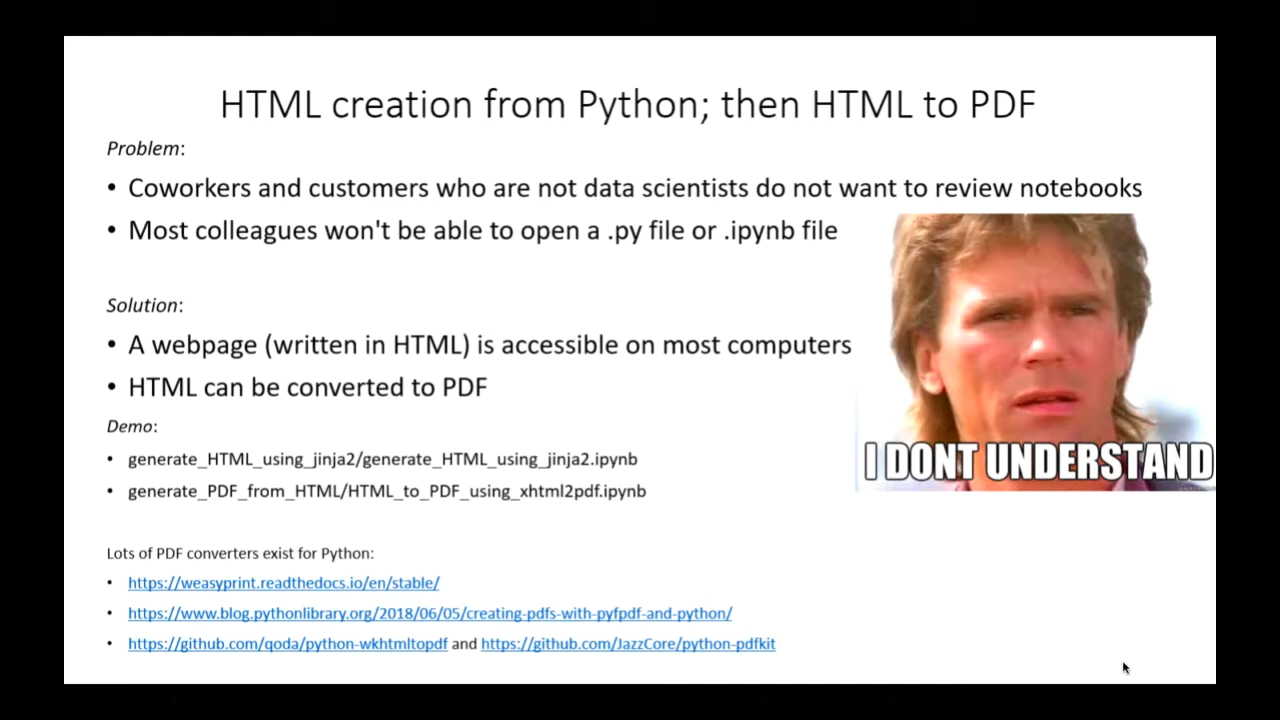 HTML creation from Python; then HTML to PDF
Problem:
• Coworkers and customers who are not data scientists do not want to review notebooks
• Most colleagues won't be able to open a .py file or .ipynb file
Solution:
• A webpage (written in HTML) is accessible on most computers
• HTML can be converted to PDF
I DONT UNDERSTAND
Demo:
• generate_HTML_using_jinja2/generate_HTML_using_jinja2.ipynb
• generate_PDF_from_HTML/HTML_to_PDF_using_xhtml2pdf.ipynb
Lots of PDF converters exist for Python:
• https://weasyprint.readthedocs.io/en/stable/
• https://www.blog.pythonlibrary.org/2018/06/05/creating-pdfs-with-pyfpdf-and-python/
• https://github.com/qoda/python-wkhtmltopdf and https://github.com/JazzCore/python-pdfkit